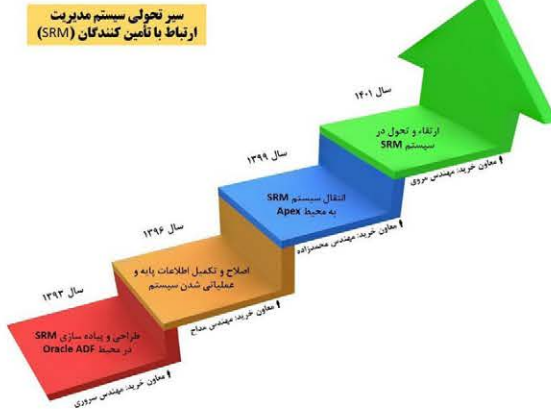 سیر تحولی سیستم مدیریت
ارتباط با تأمین کنندگان (SRM)
سال ۱۴۰۱
ارتقاء و تحول در
سیستم SRM
معاون خرید: مهندس مروی
سال ۱۳۹۹
انتقال سیستم SRM
به محیط Apex
معاون خرید: مهندس محمدزاده
سال ۱۳۹۶
اصلاح و تکمیل اطلاعات پایه و
عملیاتی شدن سیستم
معاون خرید: مهندس مداح
سال ۱۳۹۳
طراحی و پیاده سازی SRM
در محیط Oracle ADF
معاون خرید: مهندس سروری